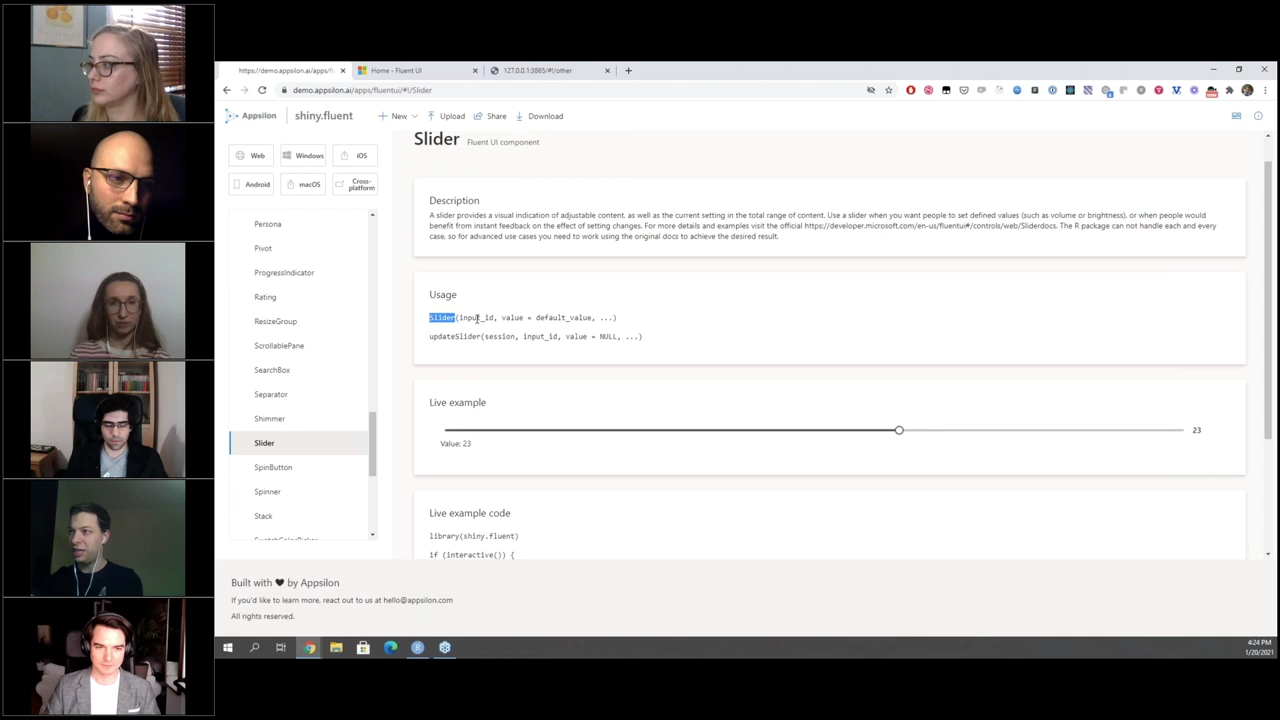 https://demo.appsilon.ai/apps/fl
Home - Fluent UI
127.0.0.1:3865/#!/other
demo.appsilon.ai/apps/fluentui/#!/Slider
Appsilon
shiny.fluent
New
Upload
Share
Download
Web
Windows
iOS
Android
macOS
Cross-
platform
Persona
Pivot
ProgressIndicator
Rating
ResizeGroup
ScrollablePane
SearchBox
Separator
Shimmer
Slider
SpinButton
Spinner
Stack
SwatchColorPicker
Slider Fluent UI component
Description
A slider provides a visual indication of adjustable content, as well as the current setting in the total range of content. Use a slider when you want people to set defined values (such as volume or brightness), or when people would
benefit from instant feedback on the effect of setting changes. For more details and examples visit the official https://developer.microsoft.com/en-us/fluentui#/controls/web/Sliderdocs. The R package can not handle each and every
case, so for advanced use cases you need to work using the original docs to achieve the desired result.
Usage
Slider(input_id, value = default_value, ...)
updateSlider(session, input_id, value = NULL, ...)
Live example
23
Value: 23
Live example code
library(shiny.fluent)
if (interactive()) {
Built with ♥ by Appsilon
If you'd like to learn more, react out to us at hello@appsilon.com
All rights reserved.
4:24 PM
1/20/2021